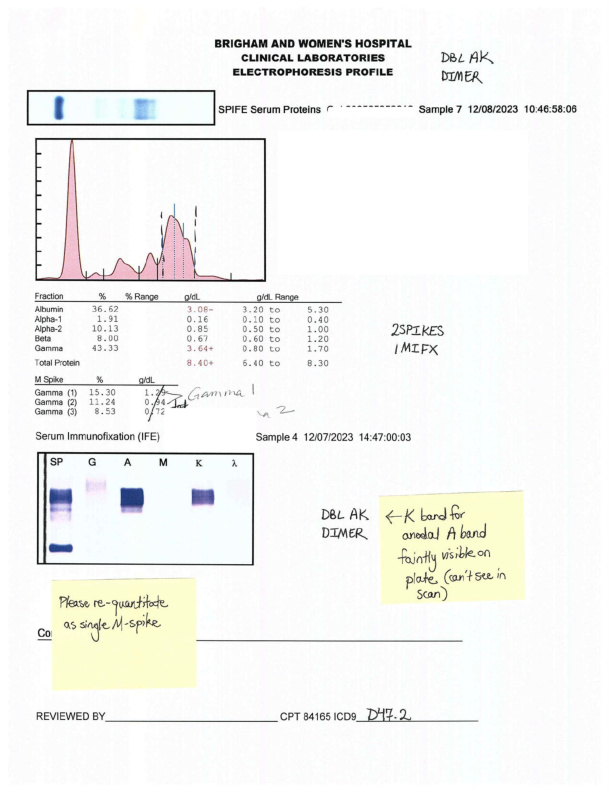 BRIGHAM AND WOMEN'S HOSPITAL
CLINICAL LABORATORIES
ELECTROPHORESIS PROFILE
DBL AK
DIMER
SPIFE Serum Proteins Sample 7 12/08/2023 10:46:58:06
Fraction % % Range g/dL g/dL Range
Albumin 36.62 3.08- 3.20 to 5.30
Alpha-1 1.91 0.16 0.10 to 0.40
Alpha-2 10.13 0.85 0.50 to 1.00
Beta 8.00 0.67 0.60 to 1.20
Gamma 43.33 3.64+ 0.80 to 1.70
Total Protein 8.40+ 6.40 to 8.30
2SPIKES
1MIFX
M Spike % g/dL
Gamma (1) 15.30 1.29 Gamma 1
Gamma (2) 11.24 0.94
Gamma (3) 8.53 0.72 2
Serum Immunofixation (IFE) Sample 4 12/07/2023 14:47:00:03
SP G A M K λ
DBL AK
DIMER
←K band for
anodal A band
faintly visible on
plate (can't see in
scan)
Please re-quantitate
as single M-spike
Co
REVIEWED BY CPT 84165 ICD9 D47.2